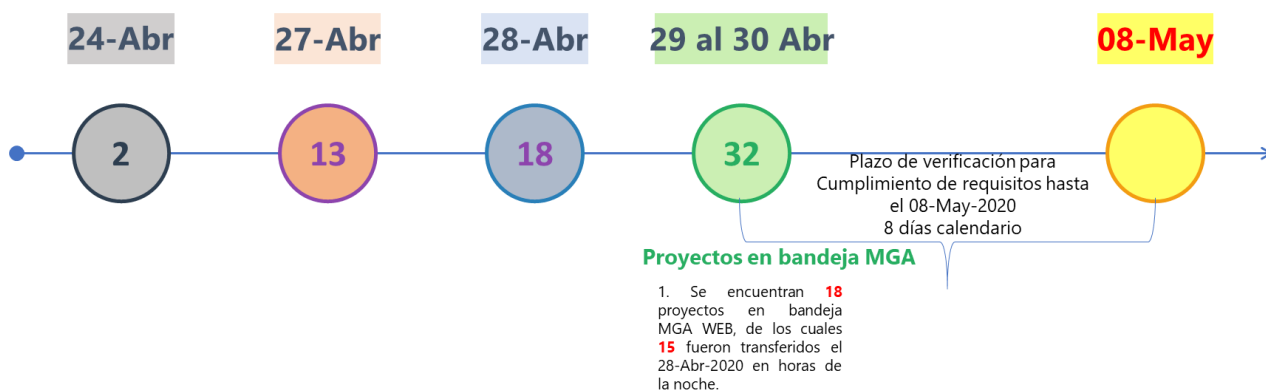 24-Abr
27-Abr
28-Abr
29 al 30 Abr
08-May
2
13
18
32
Plazo de verificación para
Cumplimiento de requisitos hasta
el 08-May-2020
8 días calendario
Proyectos en bandeja MGA
1. Se encuentran 18
proyectos en bandeja
MGA WEB, de los cuales
15 fueron transferidos el
28-Abr-2020 en horas de
la noche.